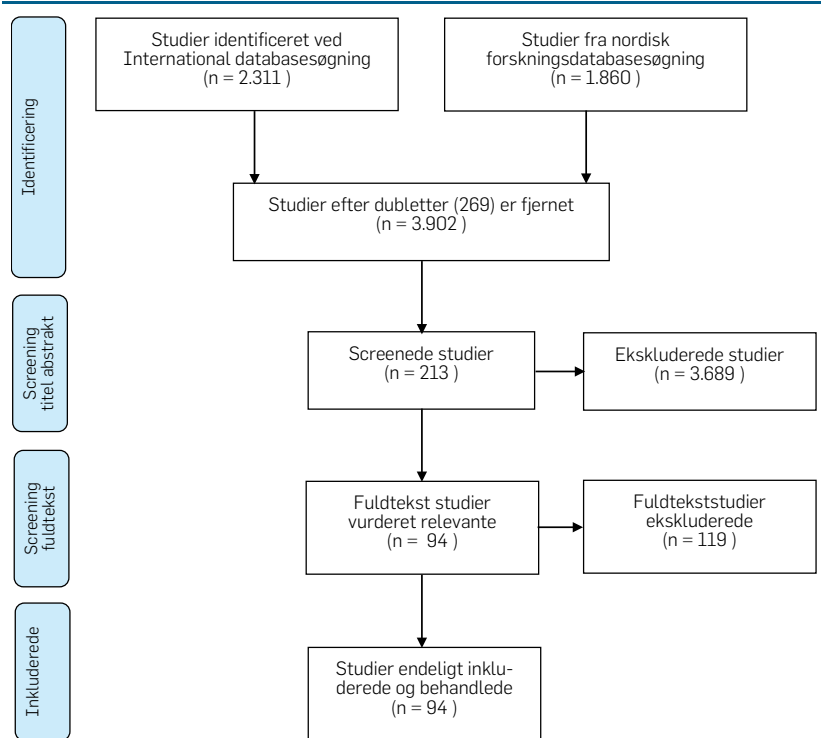 Identificering
Studier identificeret ved
International databasesøgning
(n = 2.311 )
Studier fra nordisk
forskningsdatabasesøgning
(n = 1.860 )
Studier efter dubletter (269) er fjernet
(n = 3.902 )
Screening
titel abstrakt
Screenede studier
(n = 213 )
Ekskluderede studier
(n = 3.689 )
Screening
fuldtekst
Fuldtekst studier
vurderet relevante
(n =  94 )
Fuldtekststudier
ekskluderede
(n = 119 )
Inkluderede
Studier endeligt inklu-
derede og behandlede
(n = 94 )